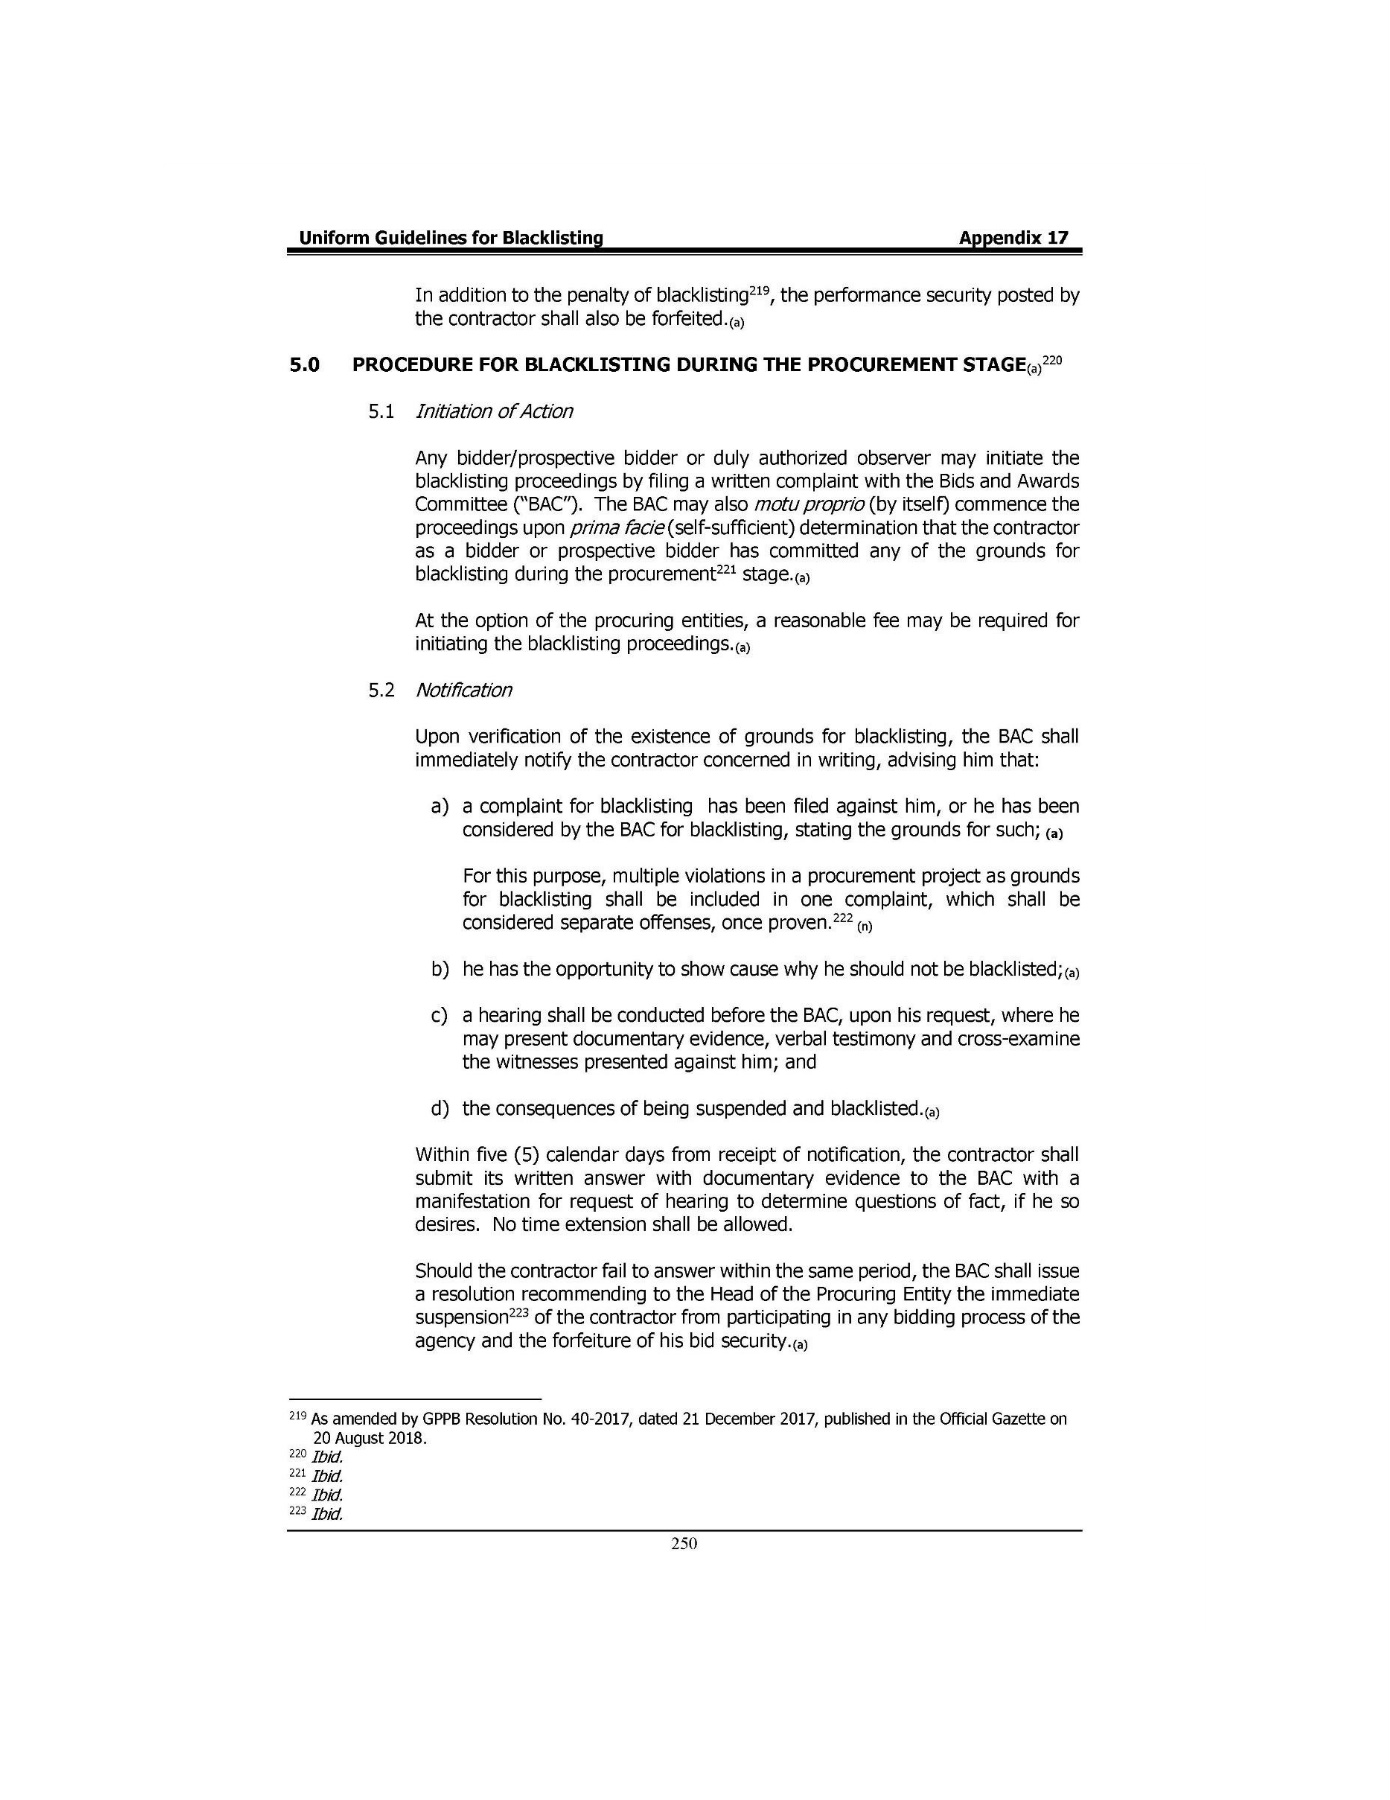 Uniform Guidelines for Blacklisting Appendix 17
In addition to the penalty of blacklisting219, the performance security posted by
the contractor shall also be forfeited.(a)
5.0 PROCEDURE FOR BLACKLISTING DURING THE PROCUREMENT STAGE(a)220
5.1 Initiation of Action
Any bidder/prospective bidder or duly authorized observer may initiate the
blacklisting proceedings by filing a written complaint with the Bids and Awards
Committee ("BAC"). The BAC may also motu proprio (by itself) commence the
proceedings upon prima facie (self-sufficient) determination that the contractor
as a bidder or prospective bidder has committed any of the grounds for
blacklisting during the procurement221 stage.(a)
At the option of the procuring entities, a reasonable fee may be required for
initiating the blacklisting proceedings.(a)
5.2 Notification
Upon verification of the existence of grounds for blacklisting, the BAC shall
immediately notify the contractor concerned in writing, advising him that:
a) a complaint for blacklisting has been filed against him, or he has been
considered by the BAC for blacklisting, stating the grounds for such; (a)
For this purpose, multiple violations in a procurement project as grounds
for blacklisting shall be included in one complaint, which shall be
considered separate offenses, once proven.222 (n)
b) he has the opportunity to show cause why he should not be blacklisted;(a)
c) a hearing shall be conducted before the BAC, upon his request, where he
may present documentary evidence, verbal testimony and cross-examine
the witnesses presented against him; and
d) the consequences of being suspended and blacklisted.(a)
Within five (5) calendar days from receipt of notification, the contractor shall
submit its written answer with documentary evidence to the BAC with a
manifestation for request of hearing to determine questions of fact, if he so
desires. No time extension shall be allowed.
Should the contractor fail to answer within the same period, the BAC shall issue
a resolution recommending to the Head of the Procuring Entity the immediate
suspension223 of the contractor from participating in any bidding process of the
agency and the forfeiture of his bid security.(a)
219 As amended by GPPB Resolution No. 40-2017, dated 21 December 2017, published in the Official Gazette on
20 August 2018.
220 Ibid.
221 Ibid.
222 Ibid.
223 Ibid.
250